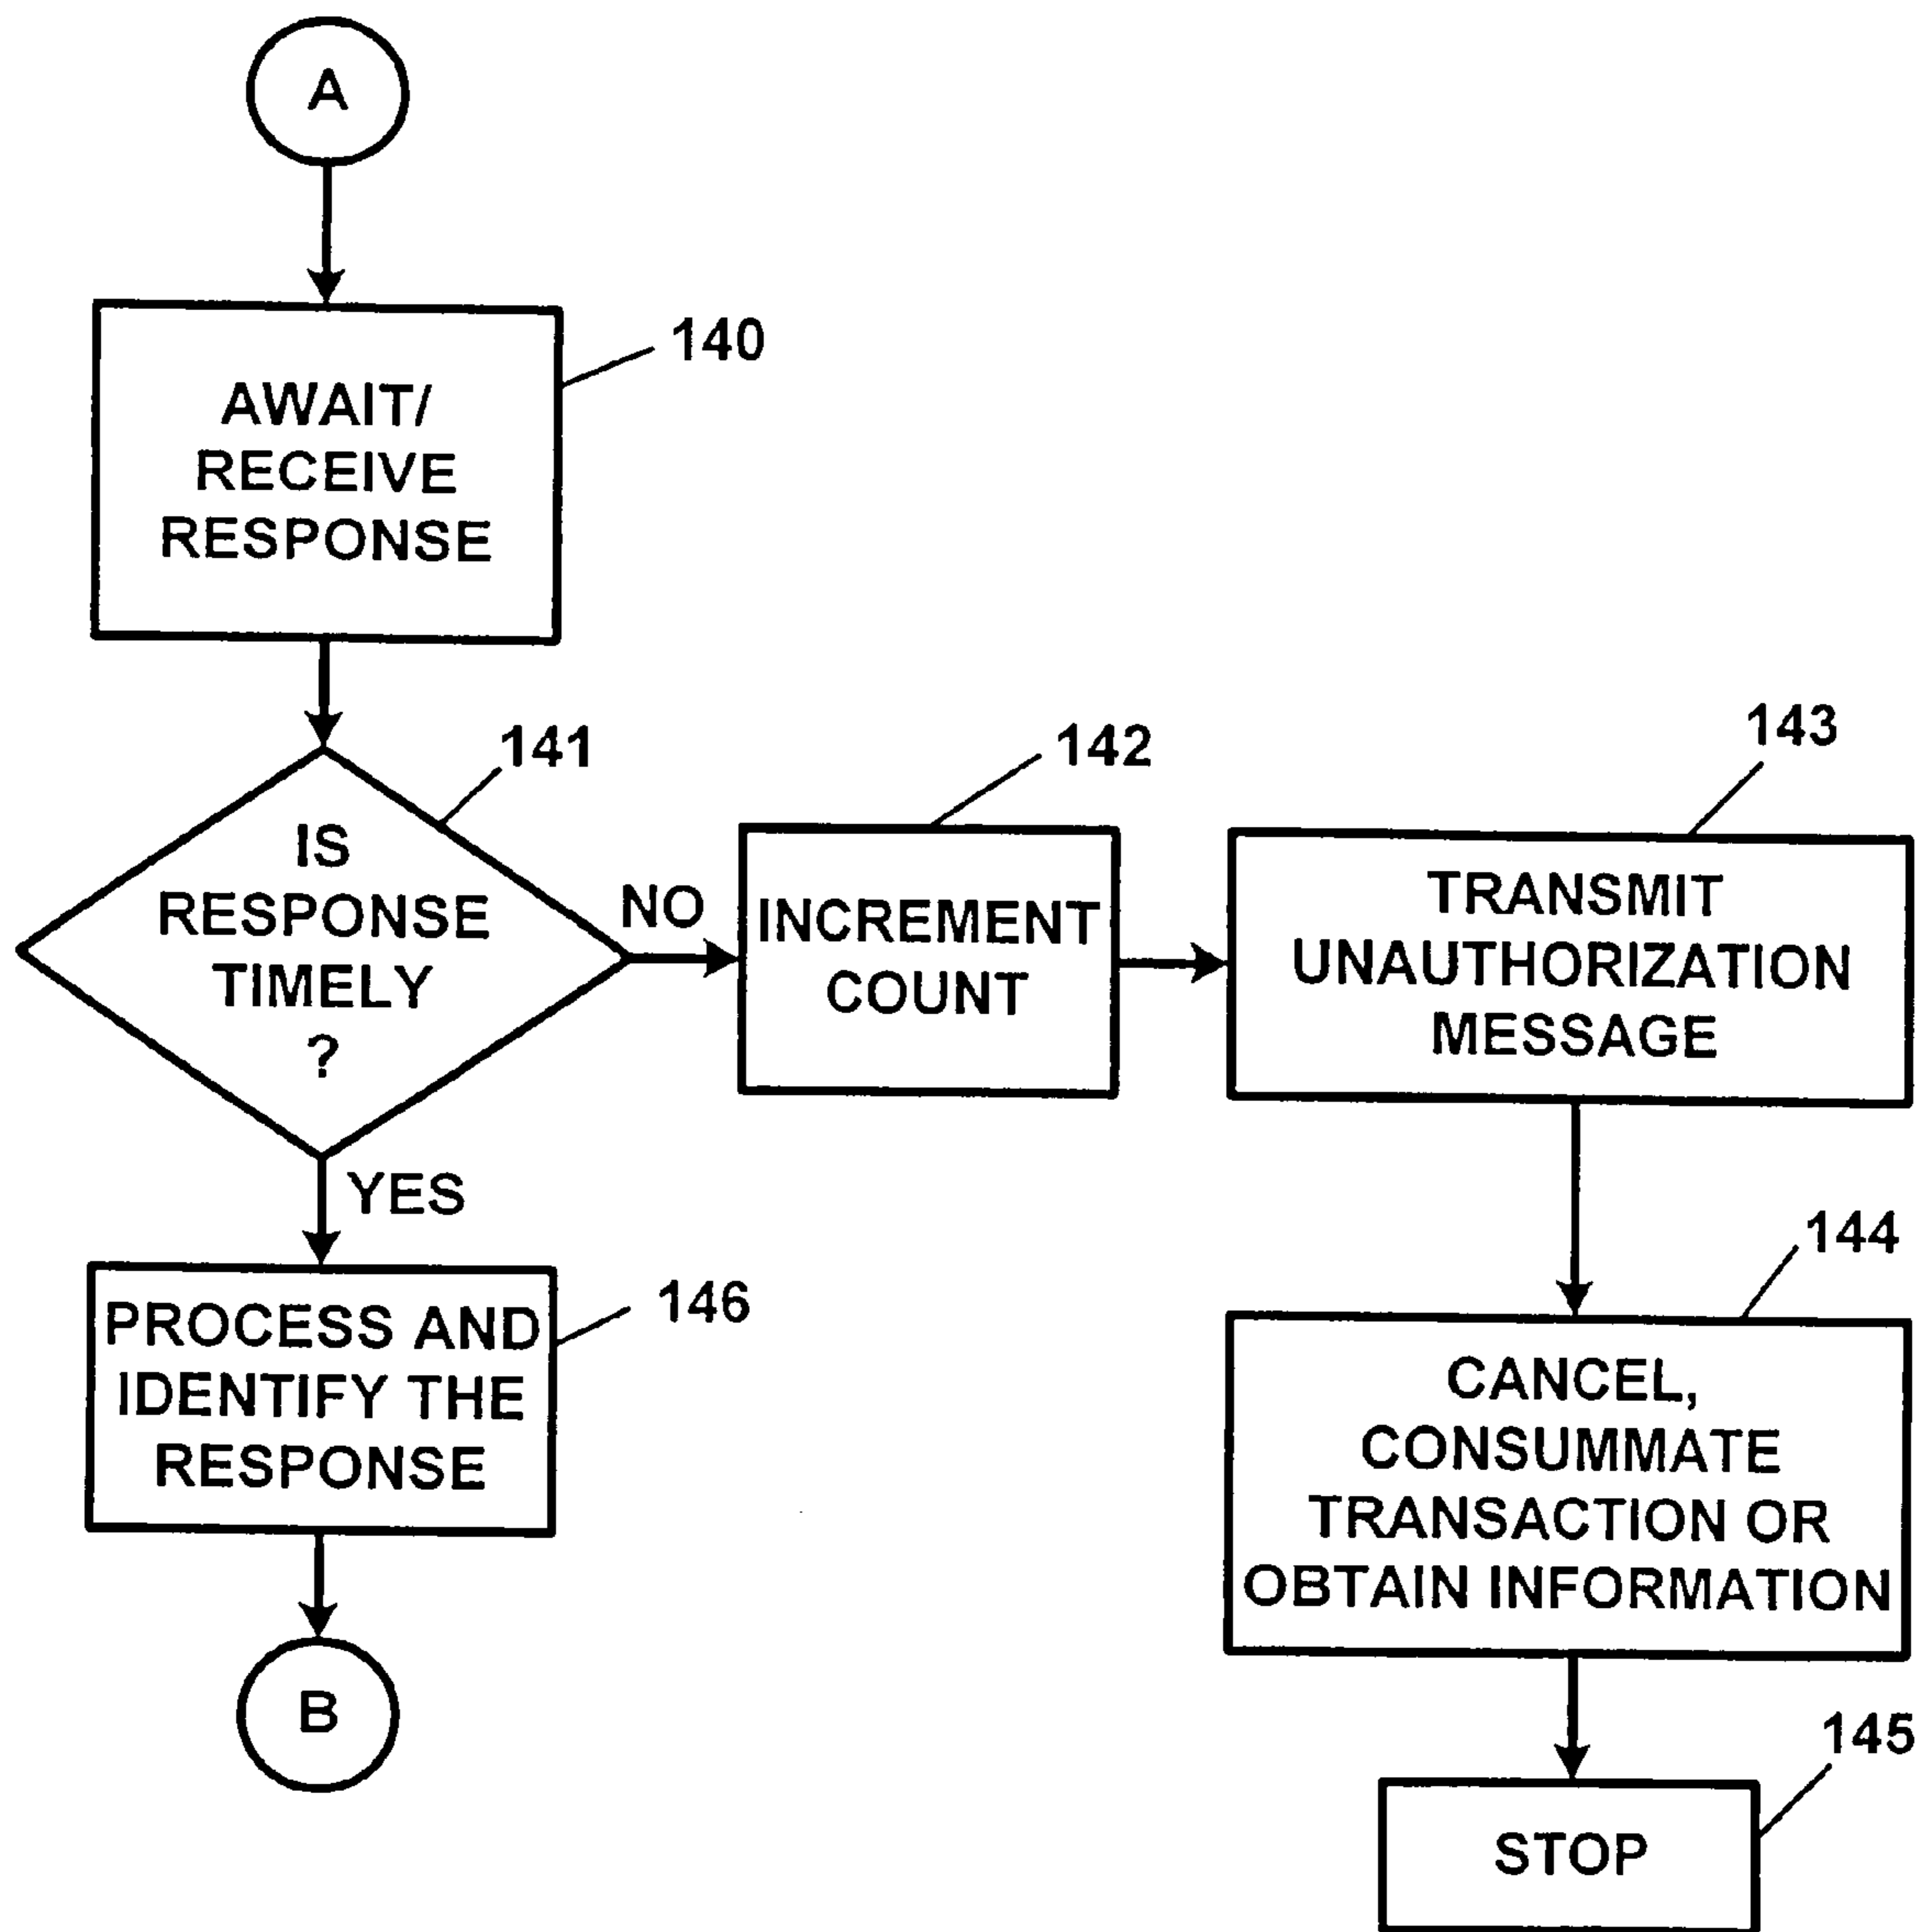 A
140
AWAIT/
RECEIVE
RESPONSE
141
IS
RESPONSE
TIMELY
?
NO
142
INCREMENT
COUNT
143
TRANSMIT
UNAUTHORIZATION
MESSAGE
YES
146
PROCESS AND
IDENTIFY THE
RESPONSE
B
144
CANCEL,
CONSUMMATE
TRANSACTION OR
OBTAIN INFORMATION
145
STOP